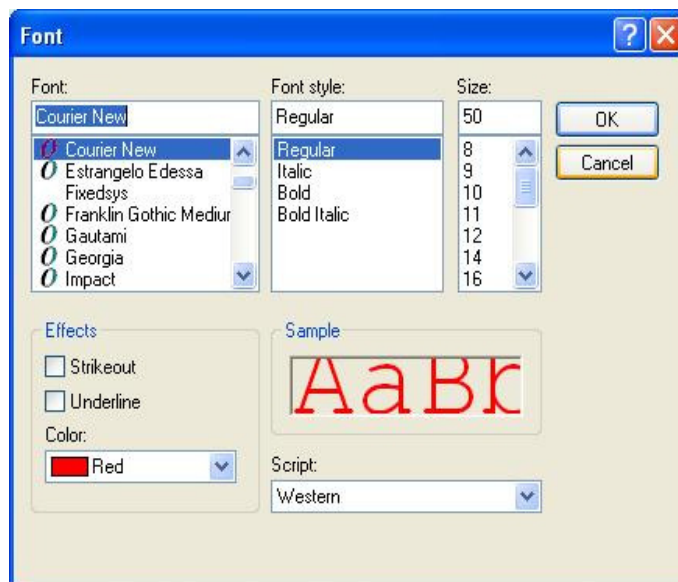 Font
Font:
Font style:
Size:
Courier New
Regular
50
OK
Cancel
Courier New
Estrangelo Edessa
Fixedsys
Franklin Gothic Mediur
Gautami
Georgia
Impact
Regular
Italic
Bold
Bold Italic
8
9
10
11
12
14
16
Effects
Strikeout
Underline
Color:
Red
Sample
AaBb
Script:
Western